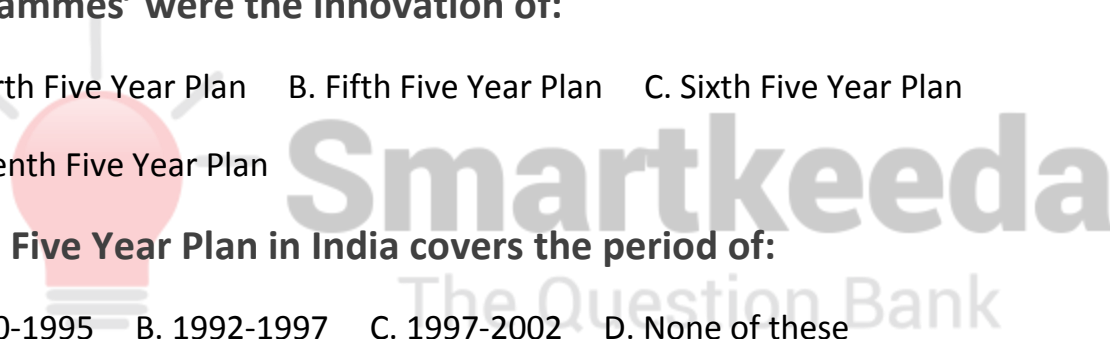 ammes’ were the innovation of:
rth Five Year Plan B. Fifth Five Year Plan C. Sixth Five Year Plan
enth Five Year Plan
Smartkeeda
Five Year Plan in India covers the period of:
The Question Bank
0-1995 B. 1992-1997 C. 1997-2002 D. None of these